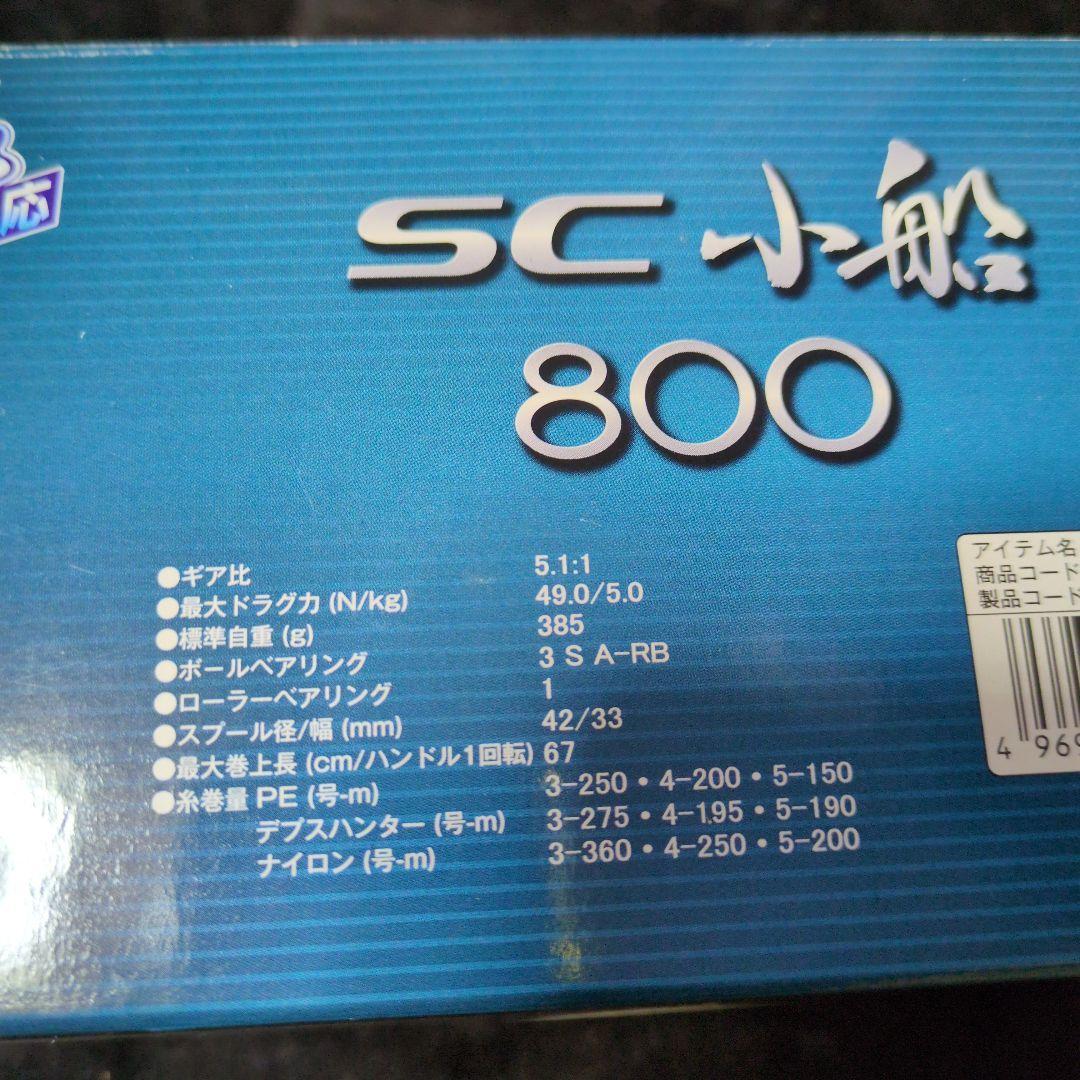 応
SC 小船
800
●ギア比 5.1:1
●最大ドラグ力 (N/kg) 49.0/5.0
●標準自重 (g) 385
●ボールベアリング 3 S A-RB
●ローラーベアリング 1
●スプール径/幅 (mm) 42/33
●最大巻上長 (cm/ハンドル1回転) 67
●糸巻量 PE (号-m) 3-250・4-200・5-150
デプスハンター (号-m) 3-275・4-195・5-190
ナイロン (号-m) 3-360・4-250・5-200
アイテム名
商品コード
製品コード
4 969